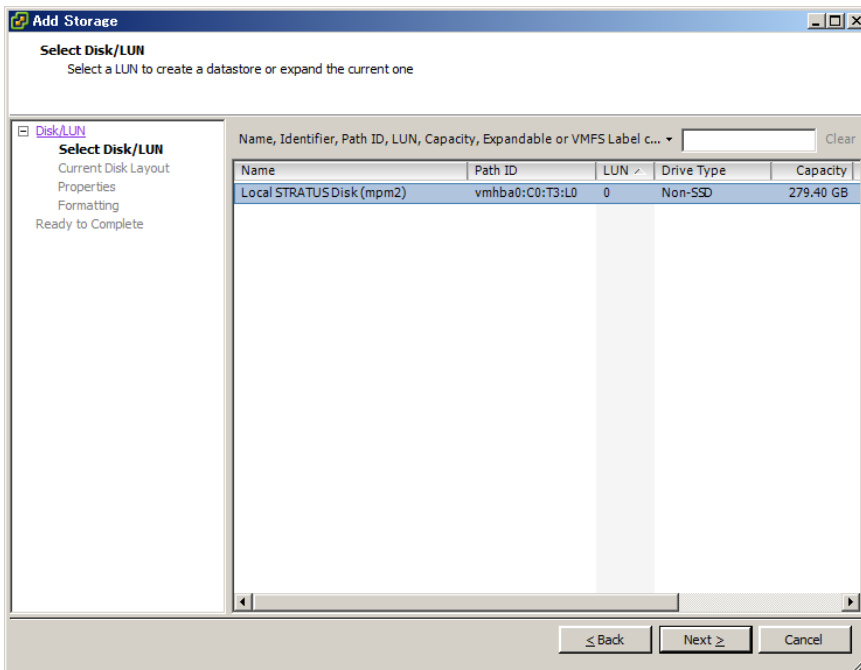 Add Storage
Select Disk/LUN
Select a LUN to create a datastore or expand the current one
Disk/LUN
Select Disk/LUN
Current Disk Layout
Properties
Formatting
Ready to Complete
Name, Identifier, Path ID, LUN, Capacity, Expandable or VMFS Label c... Clear
Name Path ID LUN Drive Type Capacity
Local STRATUS Disk (mpm2) vmhba0:C0:T3:L0 0 Non-SSD 279.40 GB
< Back Next > Cancel